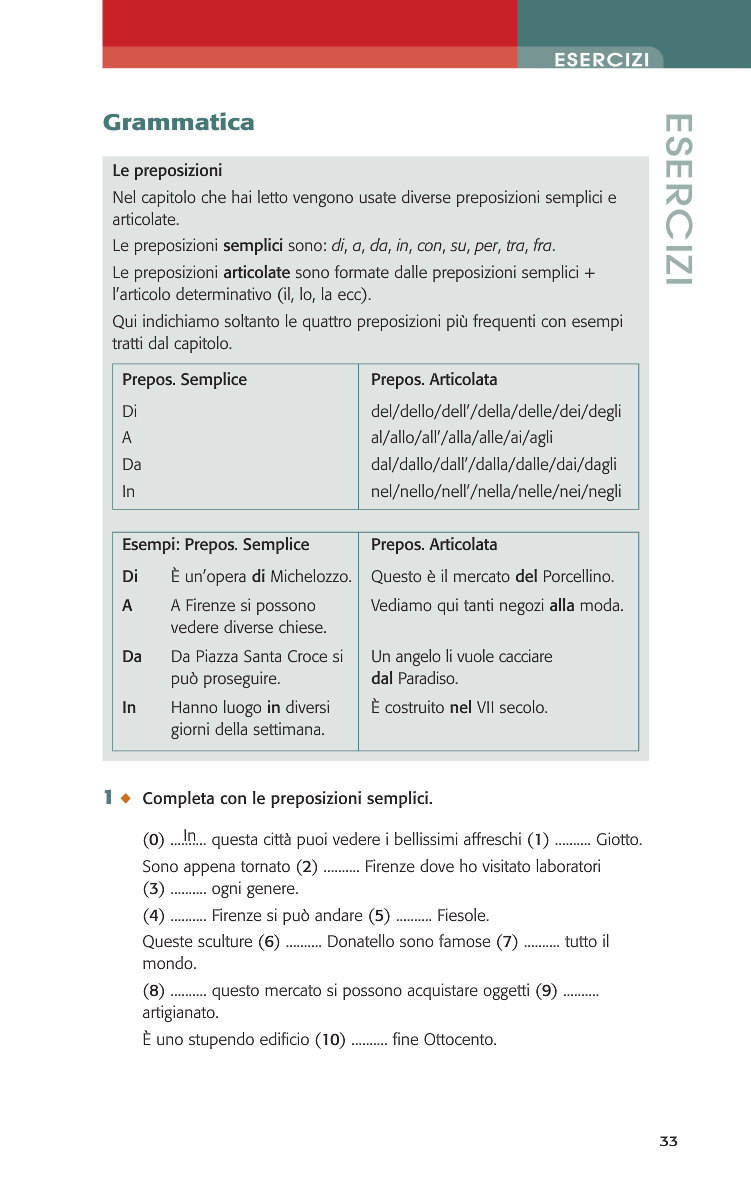 ESERCIZI
ESERCIZI
Grammatica
Le preposizioni
Nel capitolo che hai letto vengono usate diverse preposizioni semplici e
articolate.
Le preposizioni semplici sono: di, a, da, in, con, su, per, tra, fra.
Le preposizioni articolate sono formate dalle preposizioni semplici +
l’articolo determinativo (il, lo, la ecc).
Qui indichiamo soltanto le quattro preposizioni più frequenti con esempi
tratti dal capitolo.
Prepos. Semplice Prepos. Articolata
Di del/dello/dell’/della/delle/dei/degli
A al/allo/all’/alla/alle/ai/agli
Da dal/dallo/dall’/dalla/dalle/dai/dagli
In nel/nello/nell’/nella/nelle/nei/negli
Esempi: Prepos. Semplice Prepos. Articolata
Di È un’opera di Michelozzo. Questo è il mercato del Porcellino.
A A Firenze si possono Vediamo qui tanti negozi alla moda.
vedere diverse chiese.
Da Da Piazza Santa Croce si Un angelo li vuole cacciare
può proseguire. dal Paradiso.
In Hanno luogo in diversi È costruito nel VII secolo.
giorni della settimana.
1 ◆ Completa con le preposizioni semplici.
(0) ...In... questa città puoi vedere i bellissimi affreschi (1) .......... Giotto.
Sono appena tornato (2) .......... Firenze dove ho visitato laboratori
(3) .......... ogni genere.
(4) .......... Firenze si può andare (5) .......... Fiesole.
Queste sculture (6) .......... Donatello sono famose (7) .......... tutto il
mondo.
(8) .......... questo mercato si possono acquistare oggetti (9) ..........
artigianato.
È uno stupendo edificio (10) .......... fine Ottocento.
33